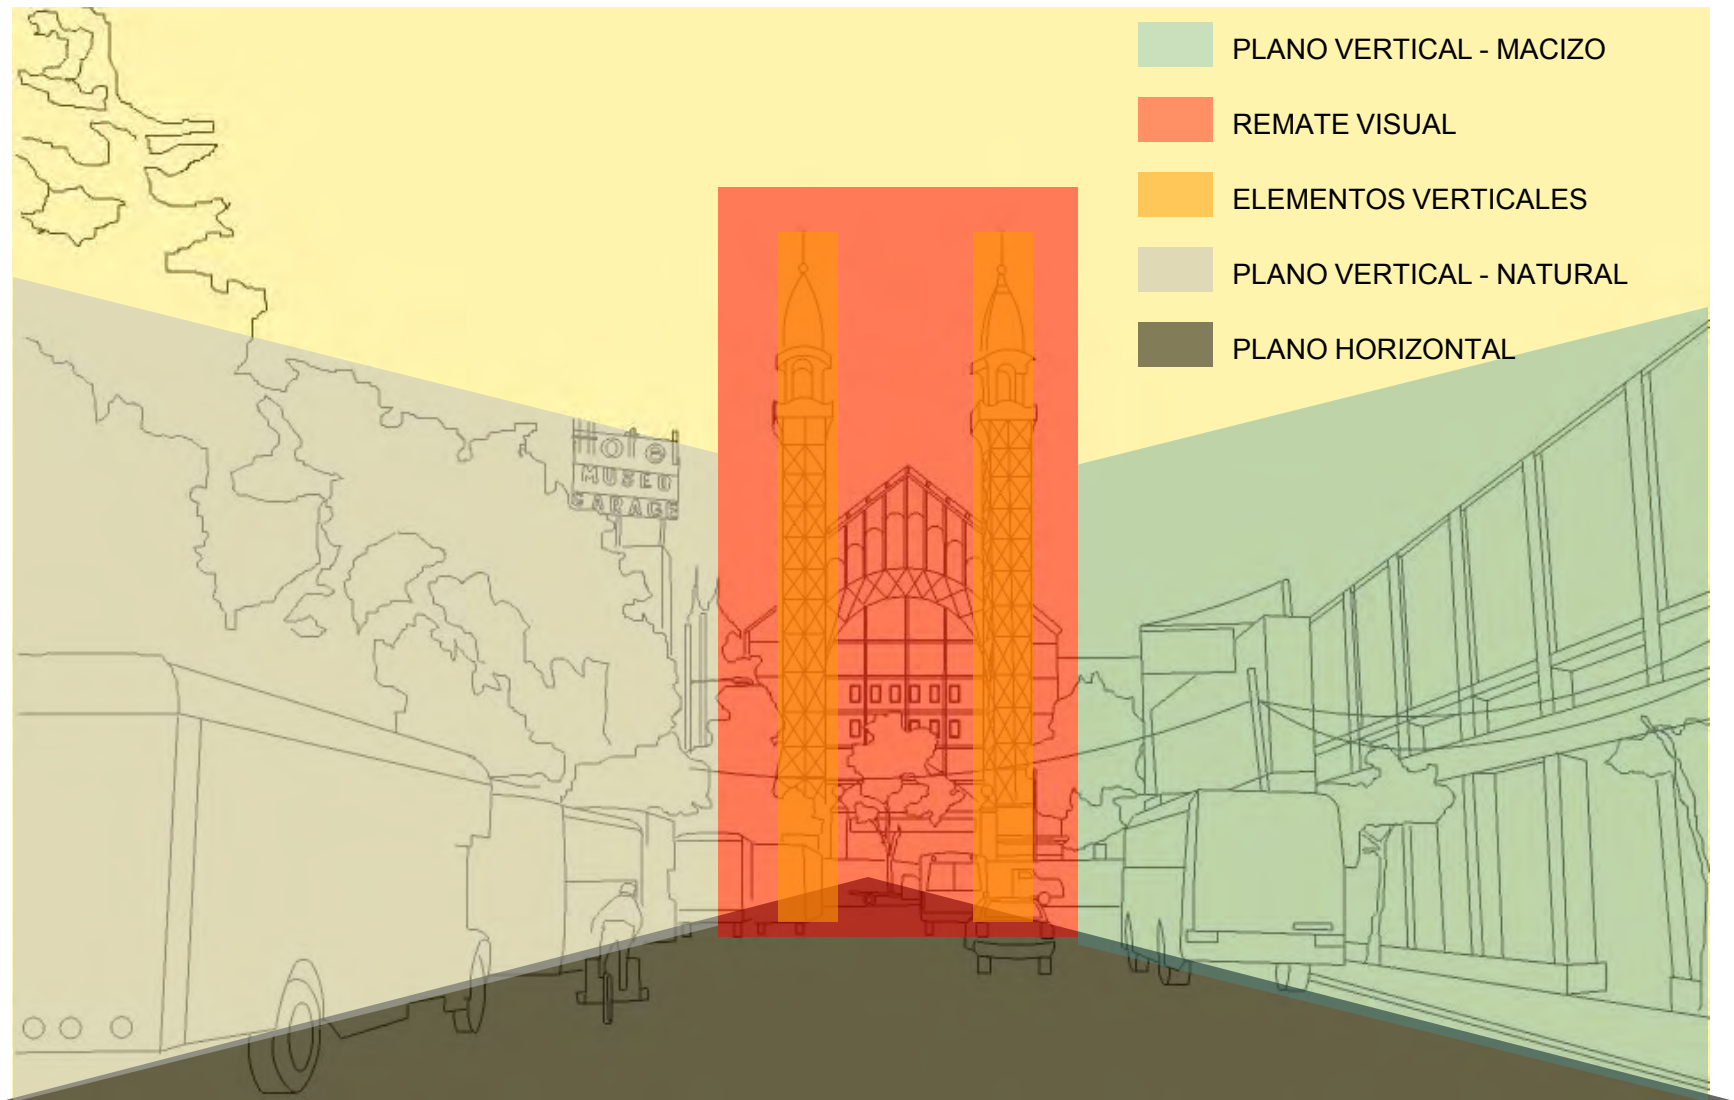 PLANO VERTICAL - MACIZO
REMATE VISUAL
ELEMENTOS VERTICALES
PLANO VERTICAL - NATURAL
PLANO HORIZONTAL
Hotel
MUSEO
GARAGE